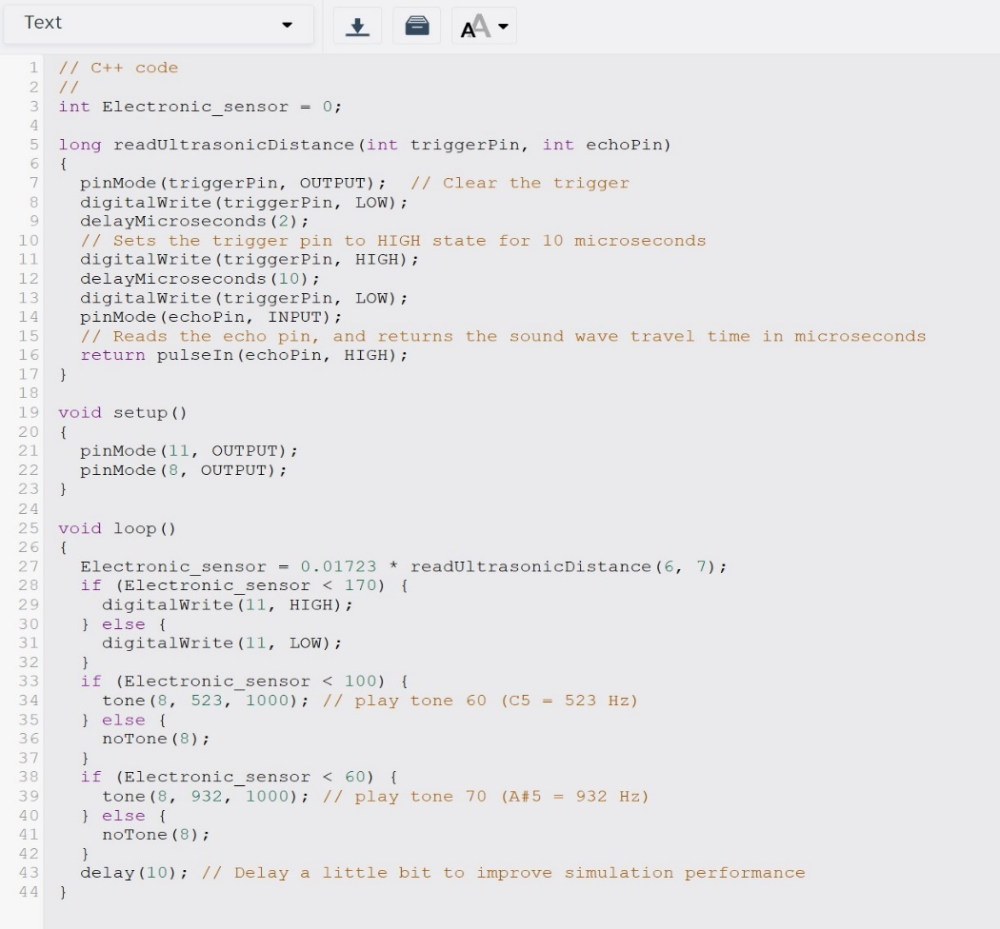 Text
AA
1 // C++ code
2 //
3 int Electronic_sensor = 0;
4
5 long readUltrasonicDistance(int triggerPin, int echoPin)
6 {
7   pinMode(triggerPin, OUTPUT);  // Clear the trigger
8   digitalWrite(triggerPin, LOW);
9   delayMicroseconds(2);
10   // Sets the trigger pin to HIGH state for 10 microseconds
11   digitalWrite(triggerPin, HIGH);
12   delayMicroseconds(10);
13   digitalWrite(triggerPin, LOW);
14   pinMode(echoPin, INPUT);
15   // Reads the echo pin, and returns the sound wave travel time in microseconds
16   return pulseIn(echoPin, HIGH);
17 }
18
19 void setup()
20 {
21   pinMode(11, OUTPUT);
22   pinMode(8, OUTPUT);
23 }
24
25 void loop()
26 {
27   Electronic_sensor = 0.01723 * readUltrasonicDistance(6, 7);
28   if (Electronic_sensor < 170) {
29     digitalWrite(11, HIGH);
30   } else {
31     digitalWrite(11, LOW);
32   }
33   if (Electronic_sensor < 100) {
34     tone(8, 523, 1000); // play tone 60 (C5 = 523 Hz)
35   } else {
36     noTone(8);
37   }
38   if (Electronic_sensor < 60) {
39     tone(8, 932, 1000); // play tone 70 (A#5 = 932 Hz)
40   } else {
41     noTone(8);
42   }
43   delay(10); // Delay a little bit to improve simulation performance
44 }